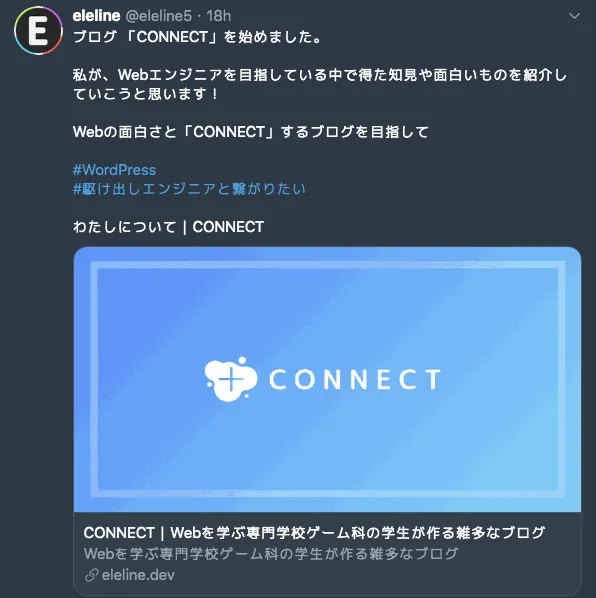 E
eleline @eleline5 · 18h
ブログ「CONNECT」を始めました。
私が、Webエンジニアを目指している中で得た知見や面白いものを紹介し
ていこうと思います！
Webの面白さと「CONNECT」するブログを目指して
#WordPress
#駆け出しエンジニアと繋がりたい
わたしについて | CONNECT
CONNECT
CONNECT | Webを学ぶ専門学校ゲーム科の学生が作る雑多なブログ
Webを学ぶ専門学校ゲーム科の学生が作る雑多なブログ
eleline.dev